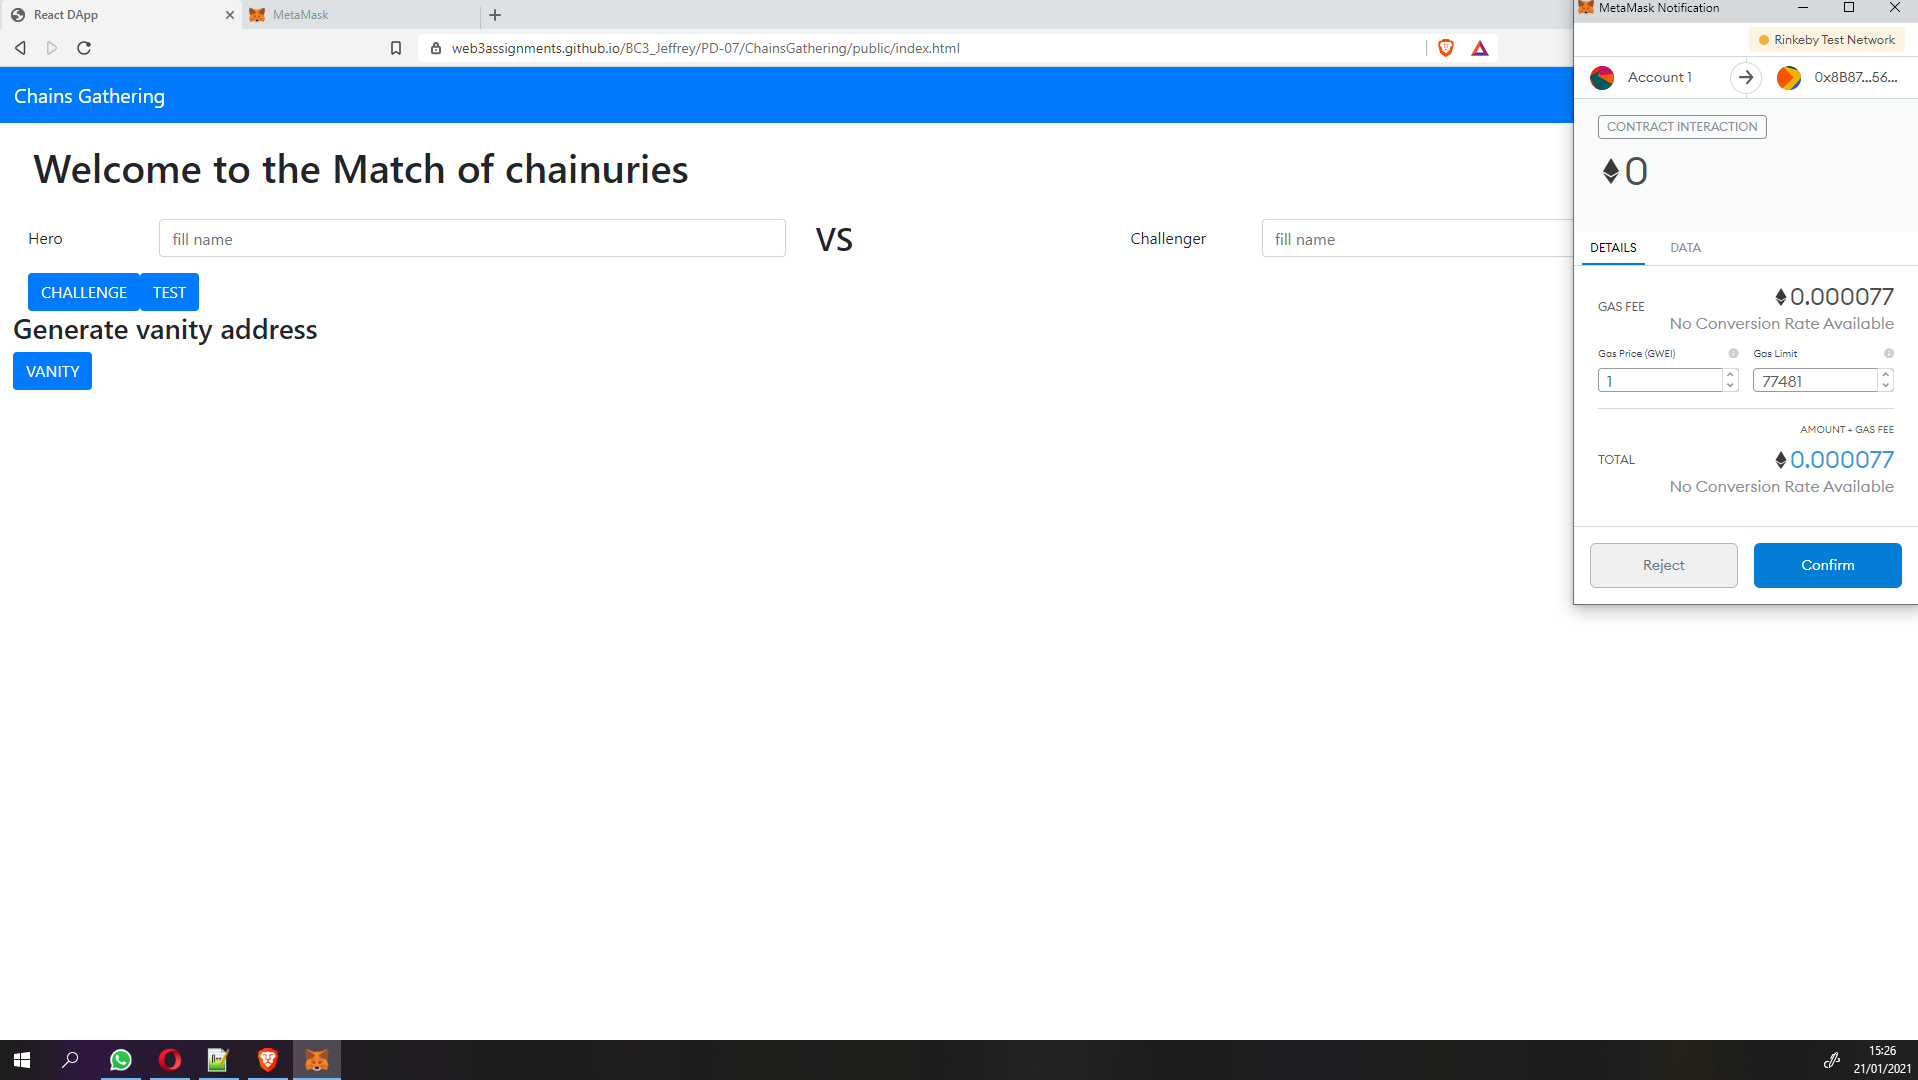 React DApp
MetaMask
web3assignments.github.io/BC3_Jeffrey/PD-07/ChainsGathering/public/index.html
Chains Gathering
Welcome to the Match of chainuries
Hero
fill name
VS
Challenger
fill name
CHALLENGE
TEST
Generate vanity address
VANITY
MetaMask Notification
Rinkeby Test Network
Account 1
0x8B87...56...
CONTRACT INTERACTION
0
DETAILS
DATA
GAS FEE
0.000077
No Conversion Rate Available
Gas Price (GWEI)
Gas Limit
1
77481
AMOUNT + GAS FEE
TOTAL
0.000077
No Conversion Rate Available
Reject
Confirm
15:26
21/01/2021